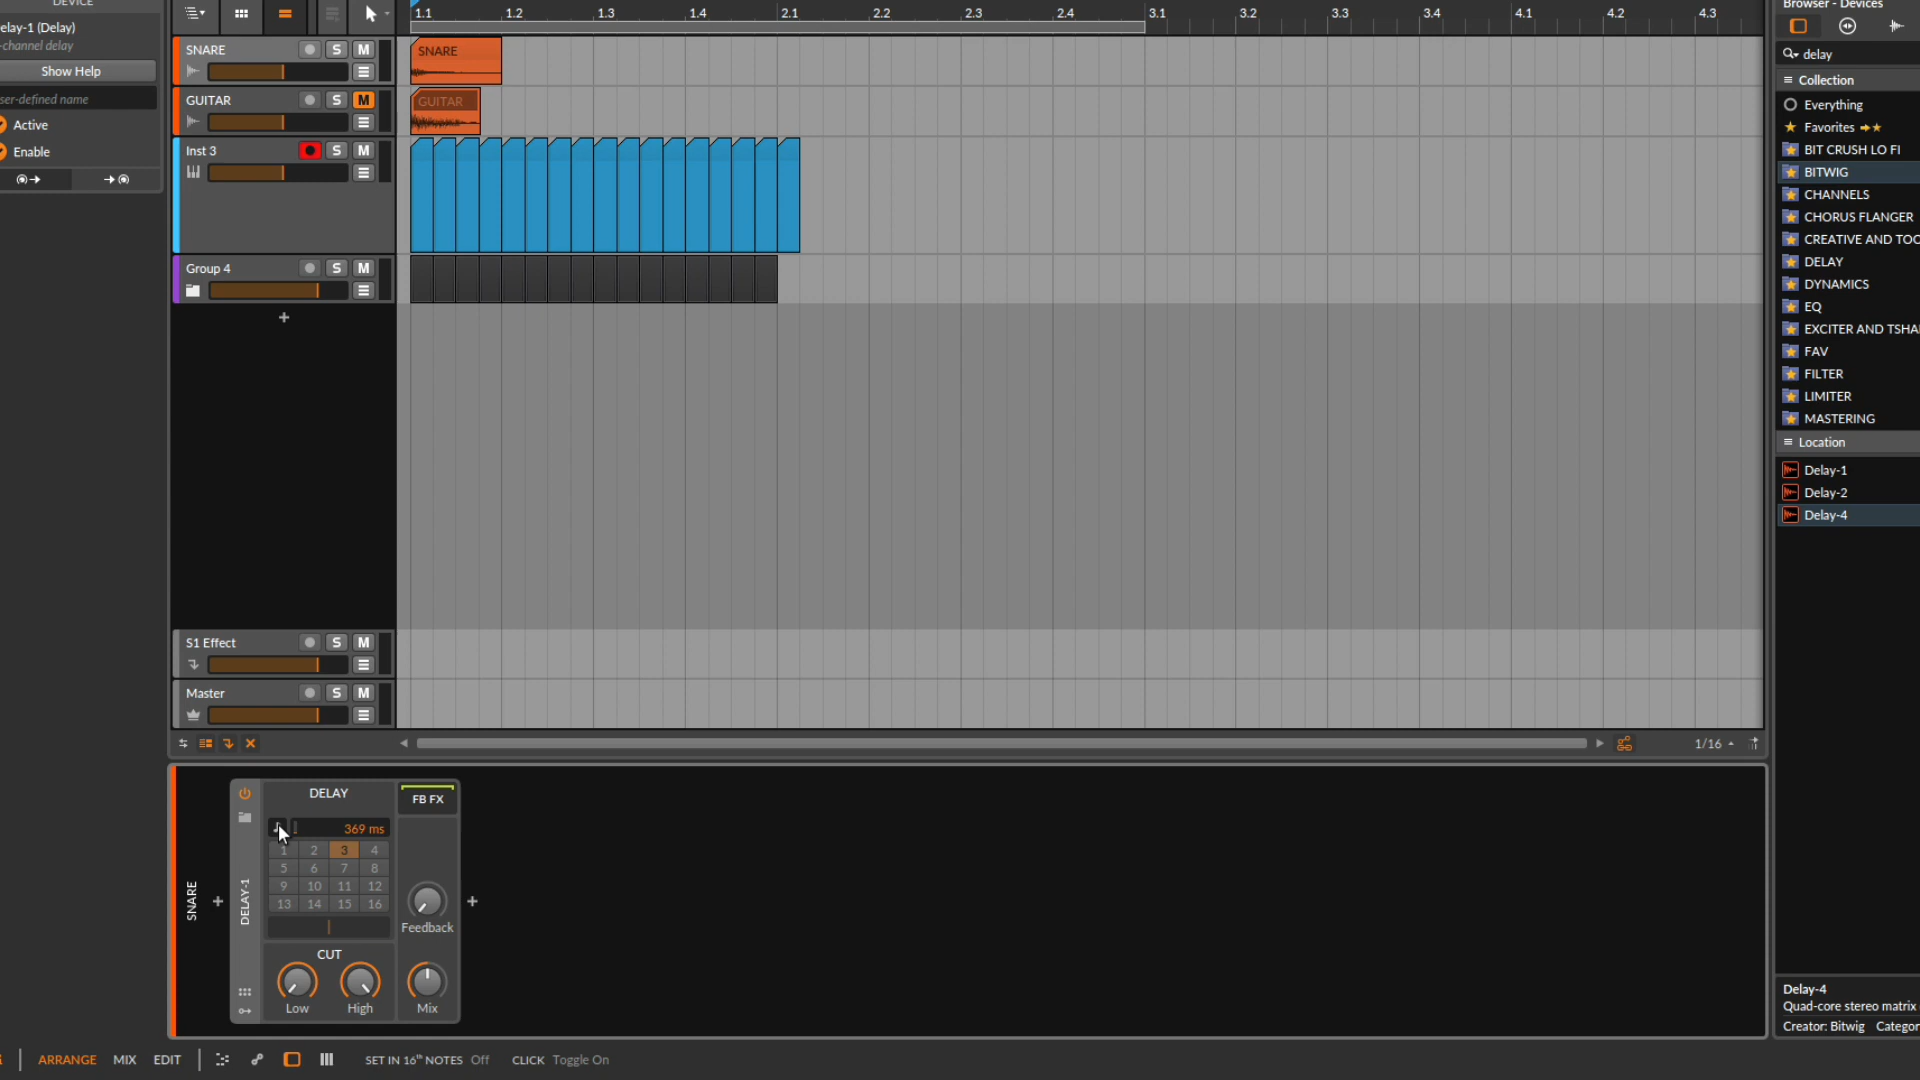 DEVICE
elay-1 (Delay)
-channel delay
Show Help
ser-defined name
Active
Enable
1.1 1.2 1.3 1.4 2.1 2.2 2.3 2.4 3.1 3.2 3.3 3.4 4.1 4.2 4.3
SNARE S M
SNARE
GUITAR S M
GUITAR
Inst 3 S M
Group 4 S M
+
S1 Effect S M
Master S M
1/16
Browser - Devices
delay
Collection
Everything
Favorites
BIT CRUSH LO FI
BITWIG
CHANNELS
CHORUS FLANGER
CREATIVE AND TOO
DELAY
DYNAMICS
EQ
EXCITER AND TSHA
FAV
FILTER
LIMITER
MASTERING
Location
Delay-1
Delay-2
Delay-4
Delay-4
Quad-core stereo matrix
Creator: Bitwig Categor
SNARE
+
DELAY-1
DELAY
369 ms
1 2 3 4
5 6 7 8
9 10 11 12
13 14 15 16
CUT
Low High
FB FX
Feedback
Mix
+
ARRANGE MIX EDIT
SET IN 16th NOTES Off CLICK Toggle On